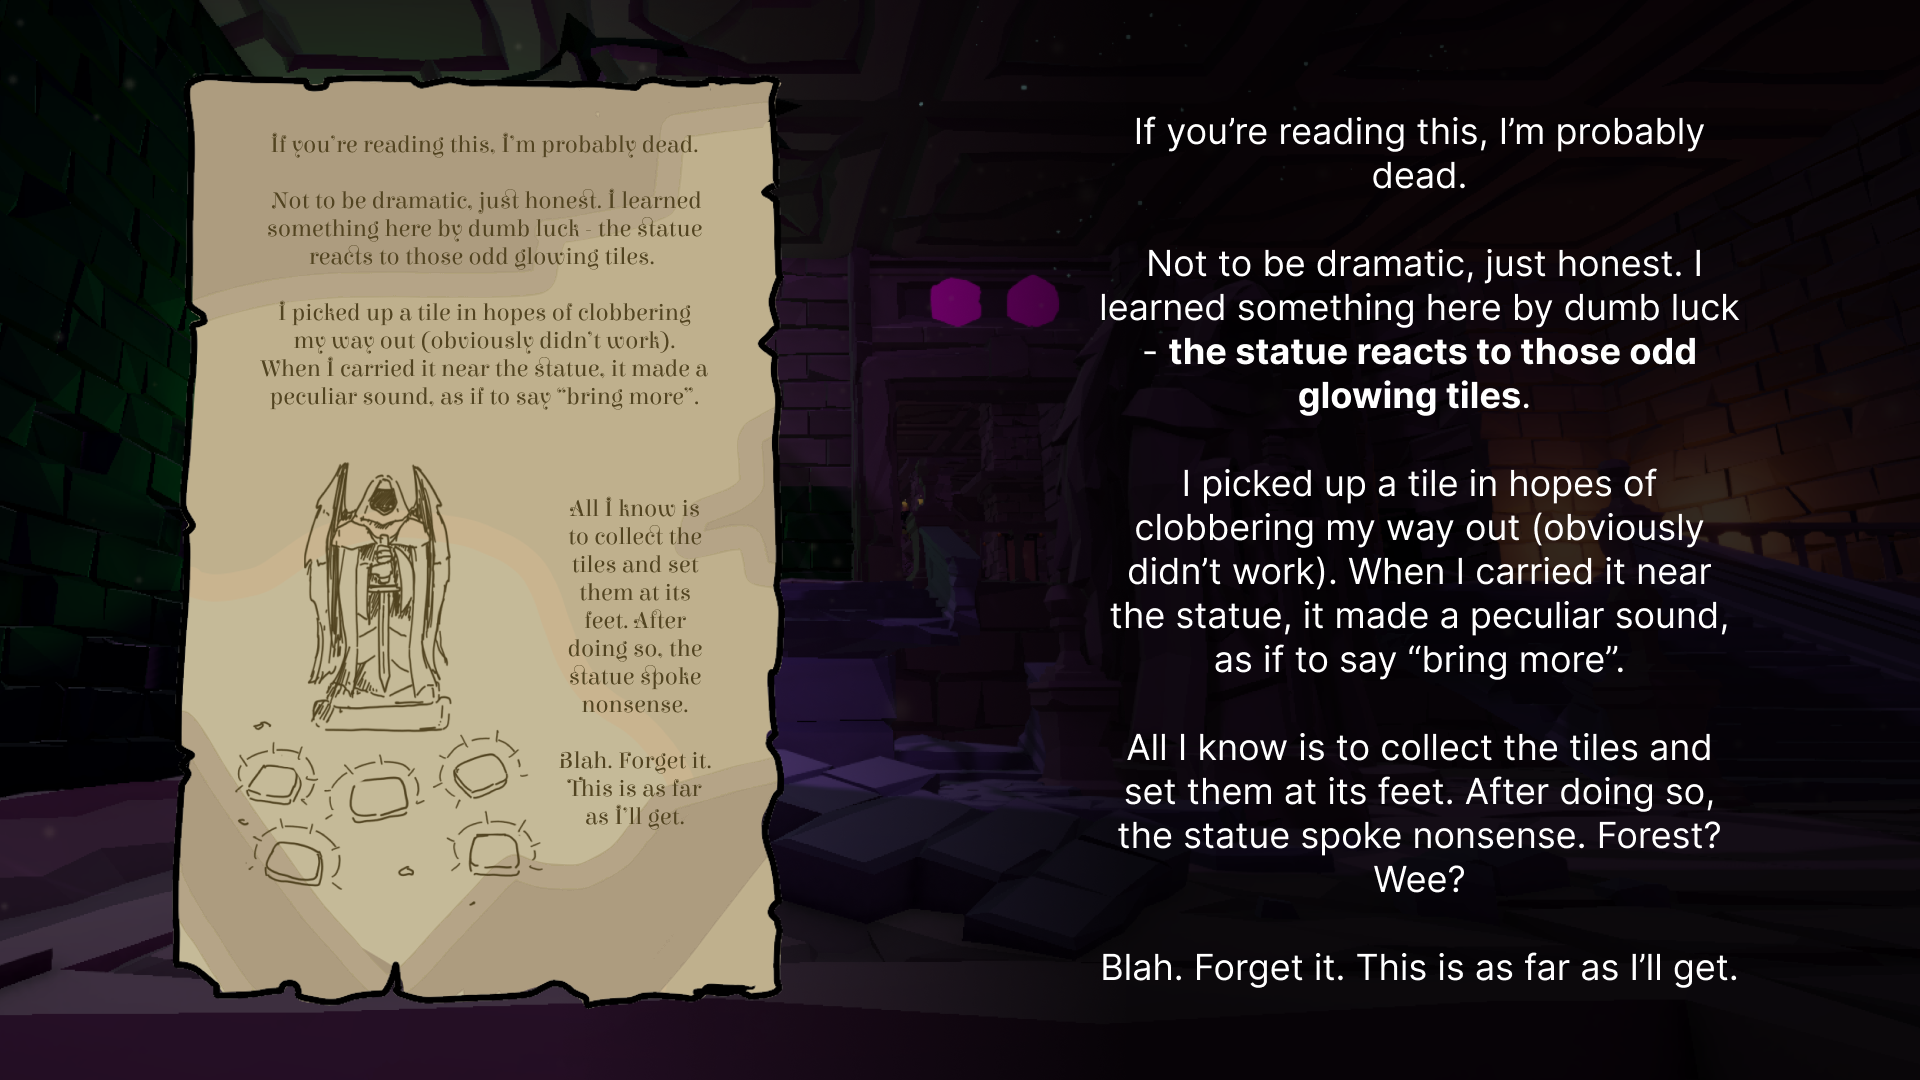 If you’re reading this, I’m probably dead.
Not to be dramatic, just honest. I learned
something here by dumb luck - the statue
reacts to those odd glowing tiles.
I picked up a tile in hopes of clobbering
my way out (obviously didn’t work).
When I carried it near the statue, it made a
peculiar sound, as if to say “bring more”.
All I know is
to collect the
tiles and set
them at its
feet. After
doing so, the
statue spoke
nonsense.
Blah. Forget it.
This is as far
as I’ll get.
If you’re reading this, I’m probably
dead.
Not to be dramatic, just honest. I
learned something here by dumb luck
- the statue reacts to those odd
glowing tiles.
I picked up a tile in hopes of
clobbering my way out (obviously
didn’t work). When I carried it near
the statue, it made a peculiar sound,
as if to say “bring more”.
All I know is to collect the tiles and
set them at its feet. After doing so,
the statue spoke nonsense. Forest?
Wee?
Blah. Forget it. This is as far as I’ll get.